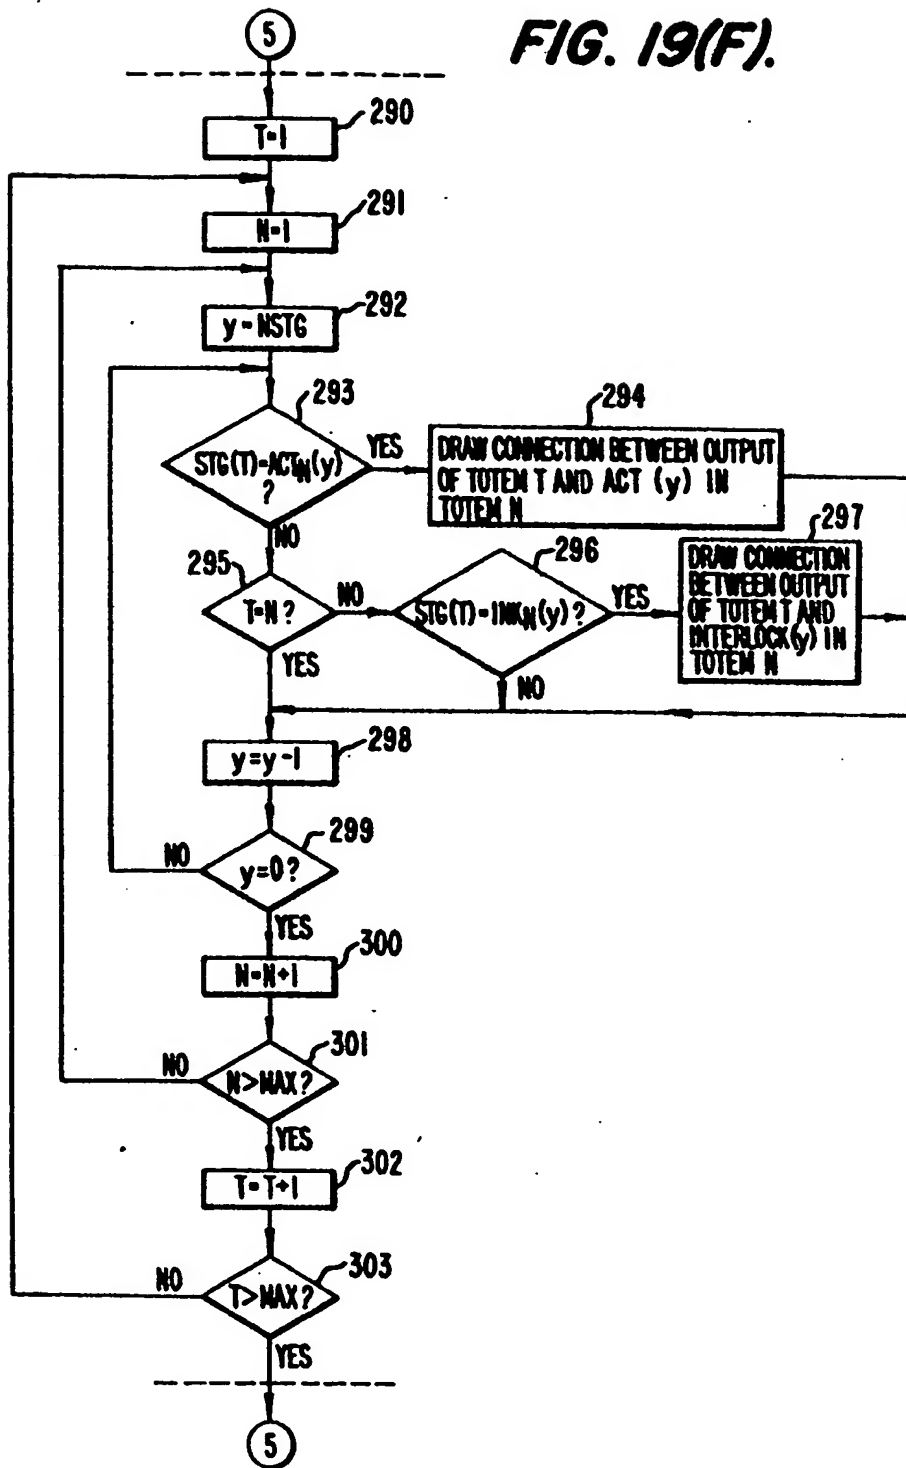 5
FIG. 19(F).
290
T=1
291
N=1
292
y=NSTG
293
STG(T)=ACTN(y)
?
YES
294
DRAW CONNECTION BETWEEN OUTPUT
OF TOTEM T AND ACT (y) IN
TOTEM N
NO
295
T=N?
NO
296
STG(T)=INKN(y)?
YES
297
DRAW CONNECTION
BETWEEN OUTPUT
OF TOTEM T AND
INTERLOCK(y) IN
TOTEM N
YES
NO
298
y=y-1
299
y=0?
NO
YES
300
N=N+1
301
N>MAX?
NO
YES
302
T=T+1
303
T>MAX?
NO
YES
5